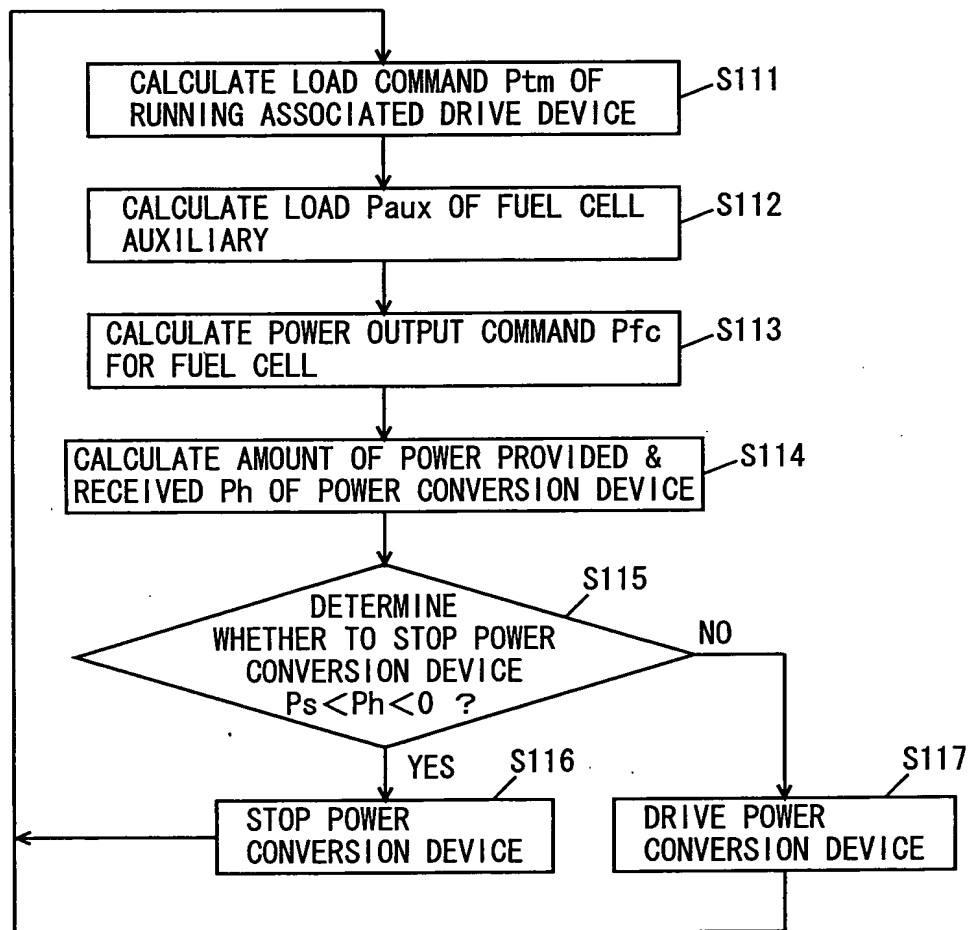 CALCULATE LOAD COMMAND Ptm OF
RUNNING ASSOCIATED DRIVE DEVICE
S111
CALCULATE LOAD Paux OF FUEL CELL
AUXILIARY
S112
CALCULATE POWER OUTPUT COMMAND Pfc
FOR FUEL CELL
S113
CALCULATE AMOUNT OF POWER PROVIDED &
RECEIVED Ph OF POWER CONVERSION DEVICE
S114
S115
DETERMINE
WHETHER TO STOP POWER
CONVERSION DEVICE
Ps<Ph<0 ?
NO
YES
S116
STOP POWER
CONVERSION DEVICE
S117
DRIVE POWER
CONVERSION DEVICE